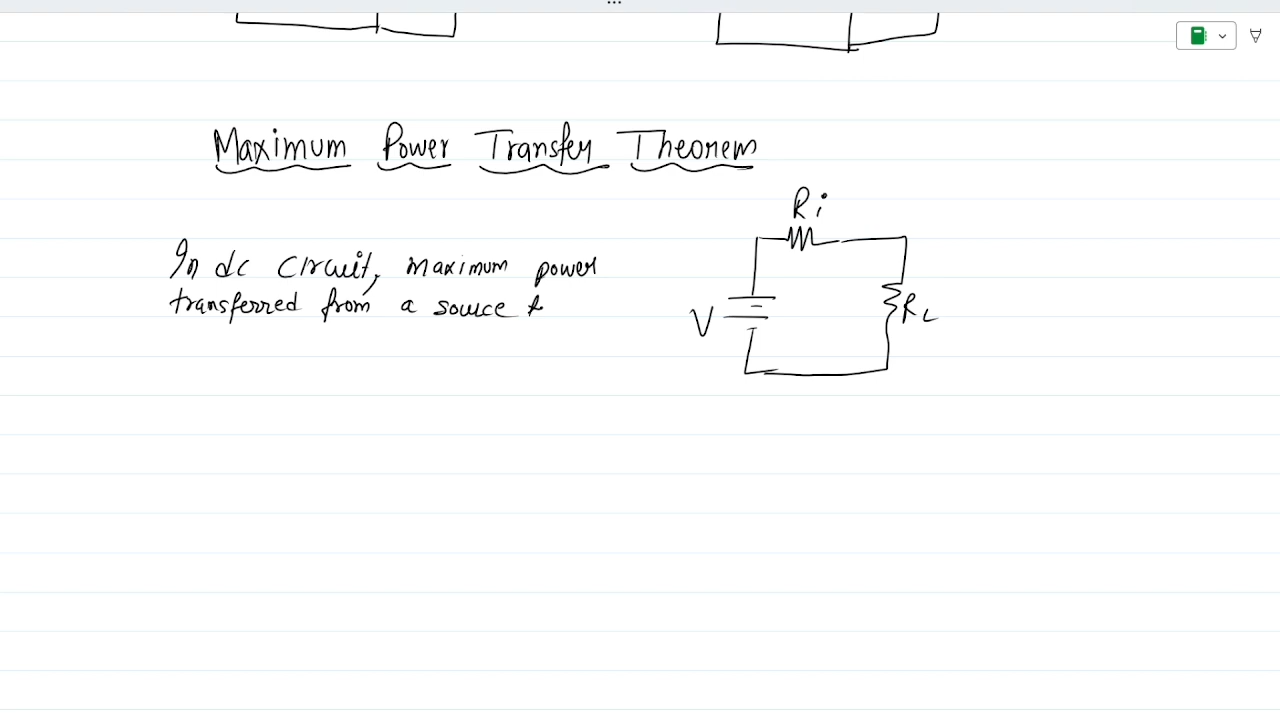 Maximum Power Transfer Theorem
Ri
In dc circuit, maximum power
transferred from a source t
V
RL